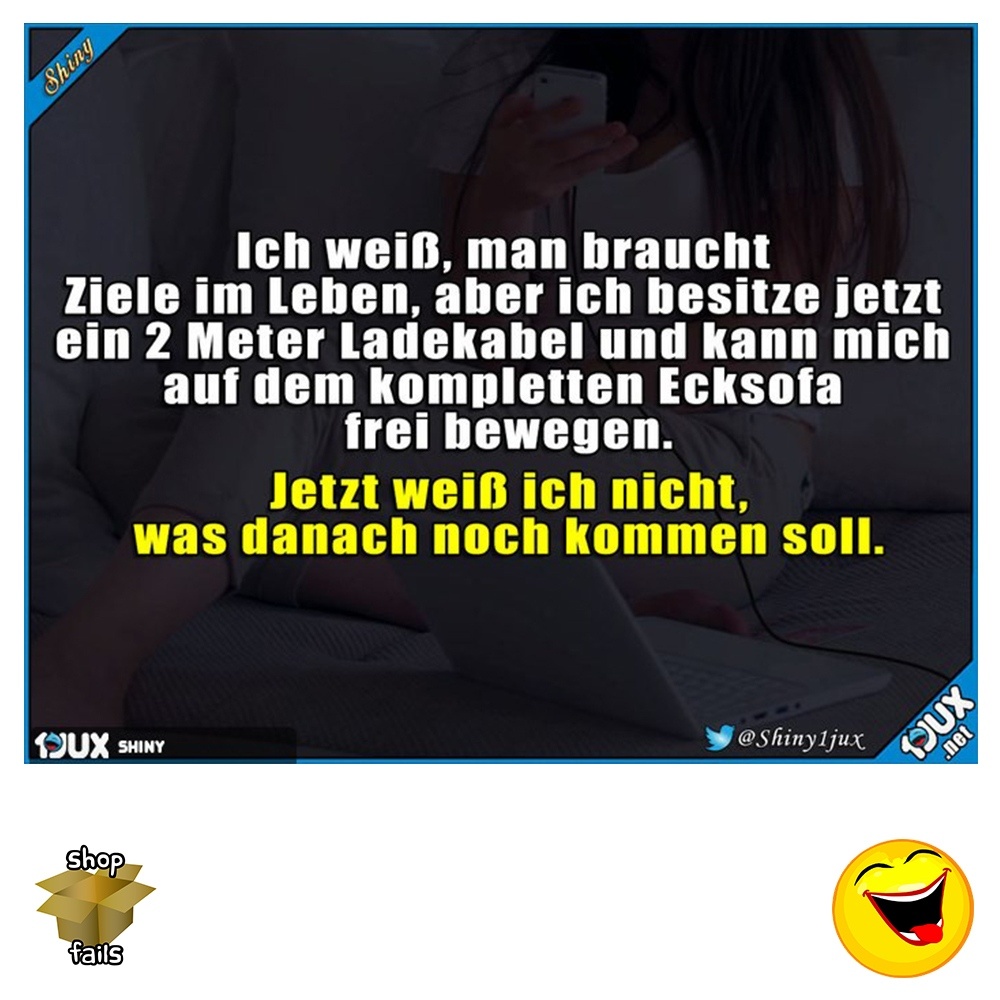 Shiny
Ich weiß, man braucht
Ziele im Leben, aber ich besitze jetzt
ein 2 Meter Ladekabel und kann mich
auf dem kompletten Ecksofa
frei bewegen.
Jetzt weiß ich nicht,
was danach noch kommen soll.
1JUX SHINY
@Shiny1jux
1JUX
.net
shop
fails